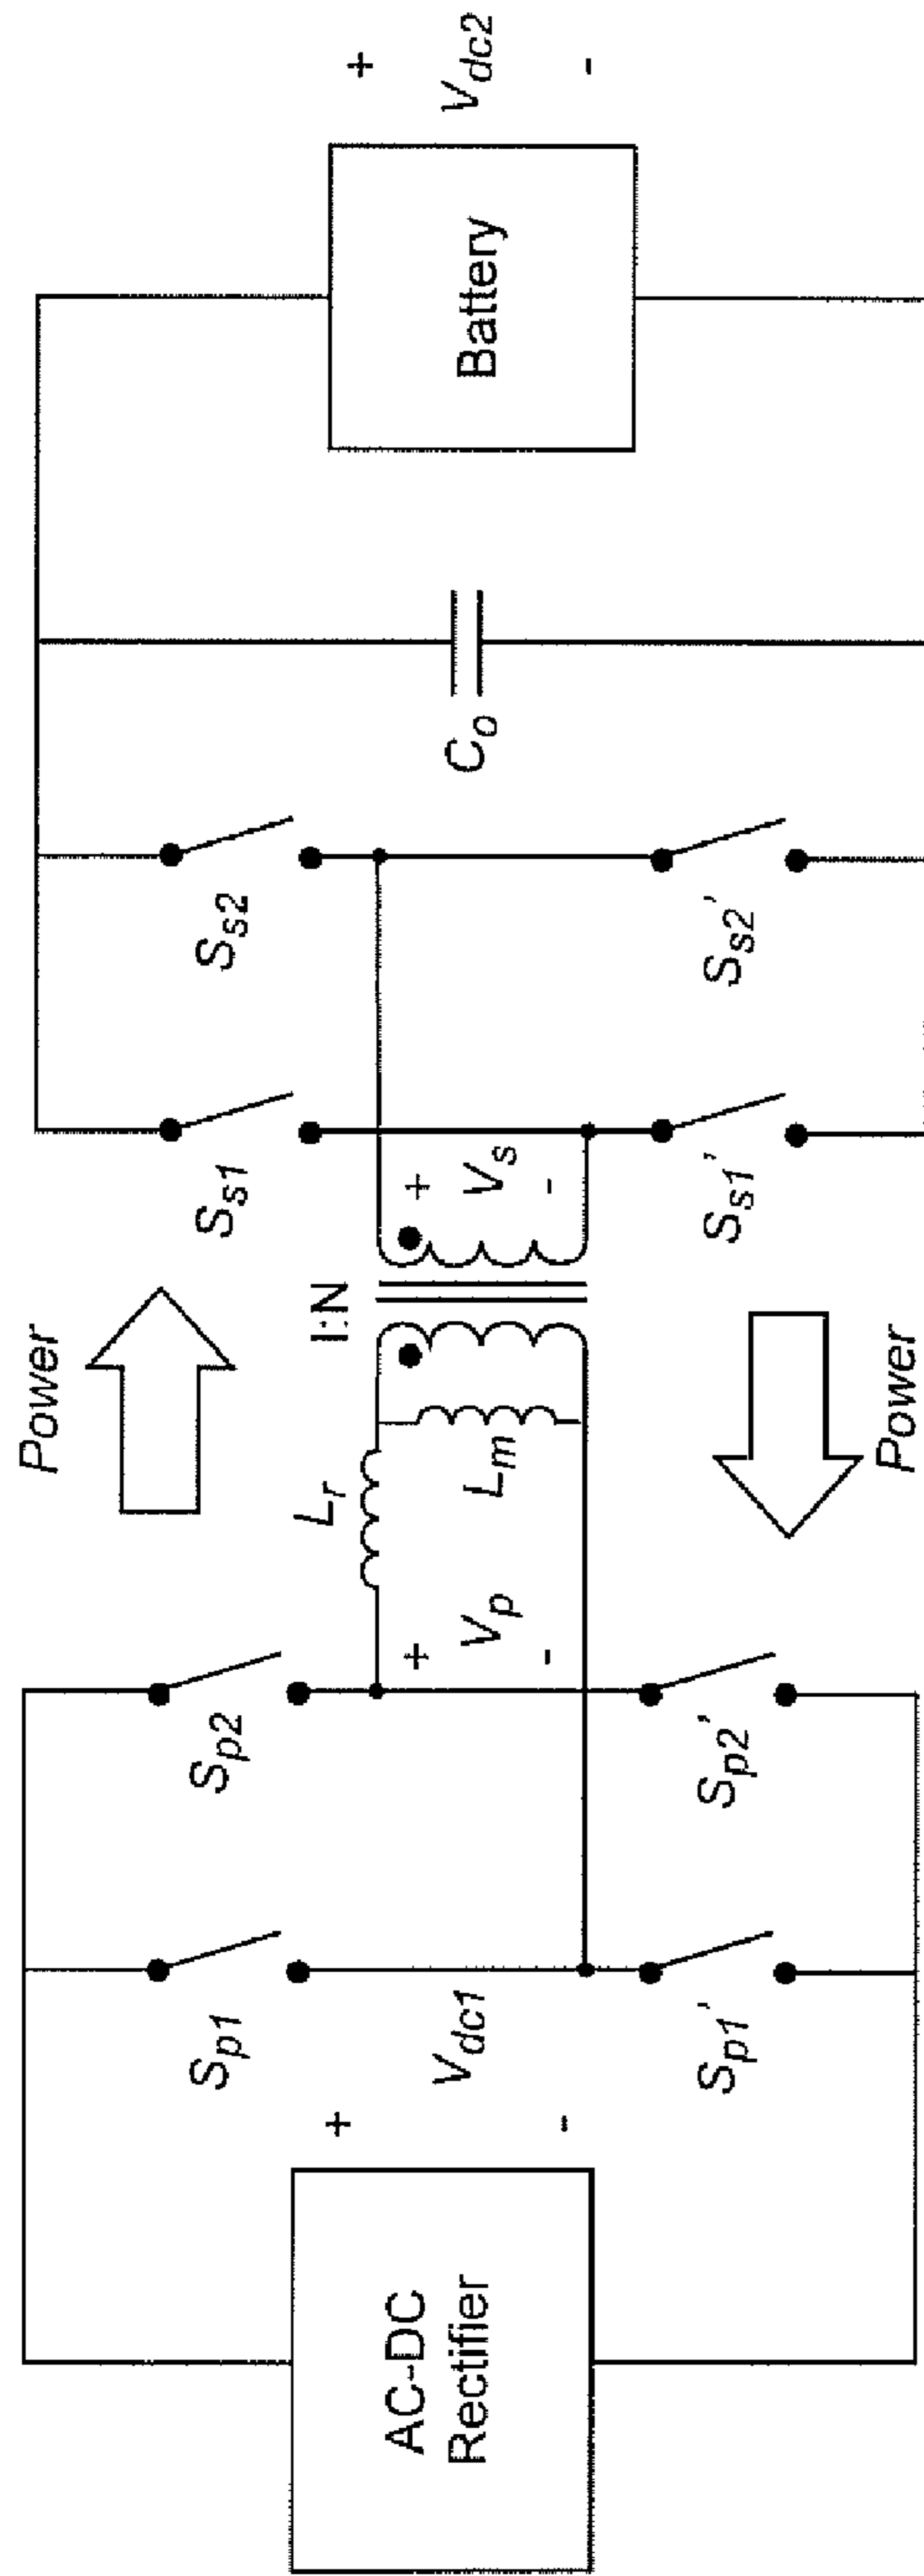 Power
AC-DC
Rectifier
+
V_dc1
-
S_p1
S_p1'
S_p2
S_p2'
+
V_p
-
L_r
L_m
I:N
+
V_s
-
S_s1
S_s1'
S_s2
S_s2'
C_o
Battery
+
V_dc2
-
Power